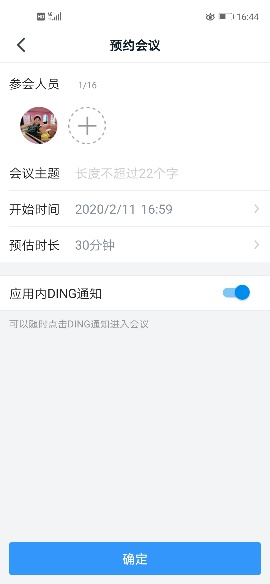 16:44
预约会议
参会人员 1/16
会议主题 长度不超过22个字
开始时间 2020/2/11 16:59
预估时长 30分钟
应用内DING通知
可以随时点击DING通知进入会议
确定